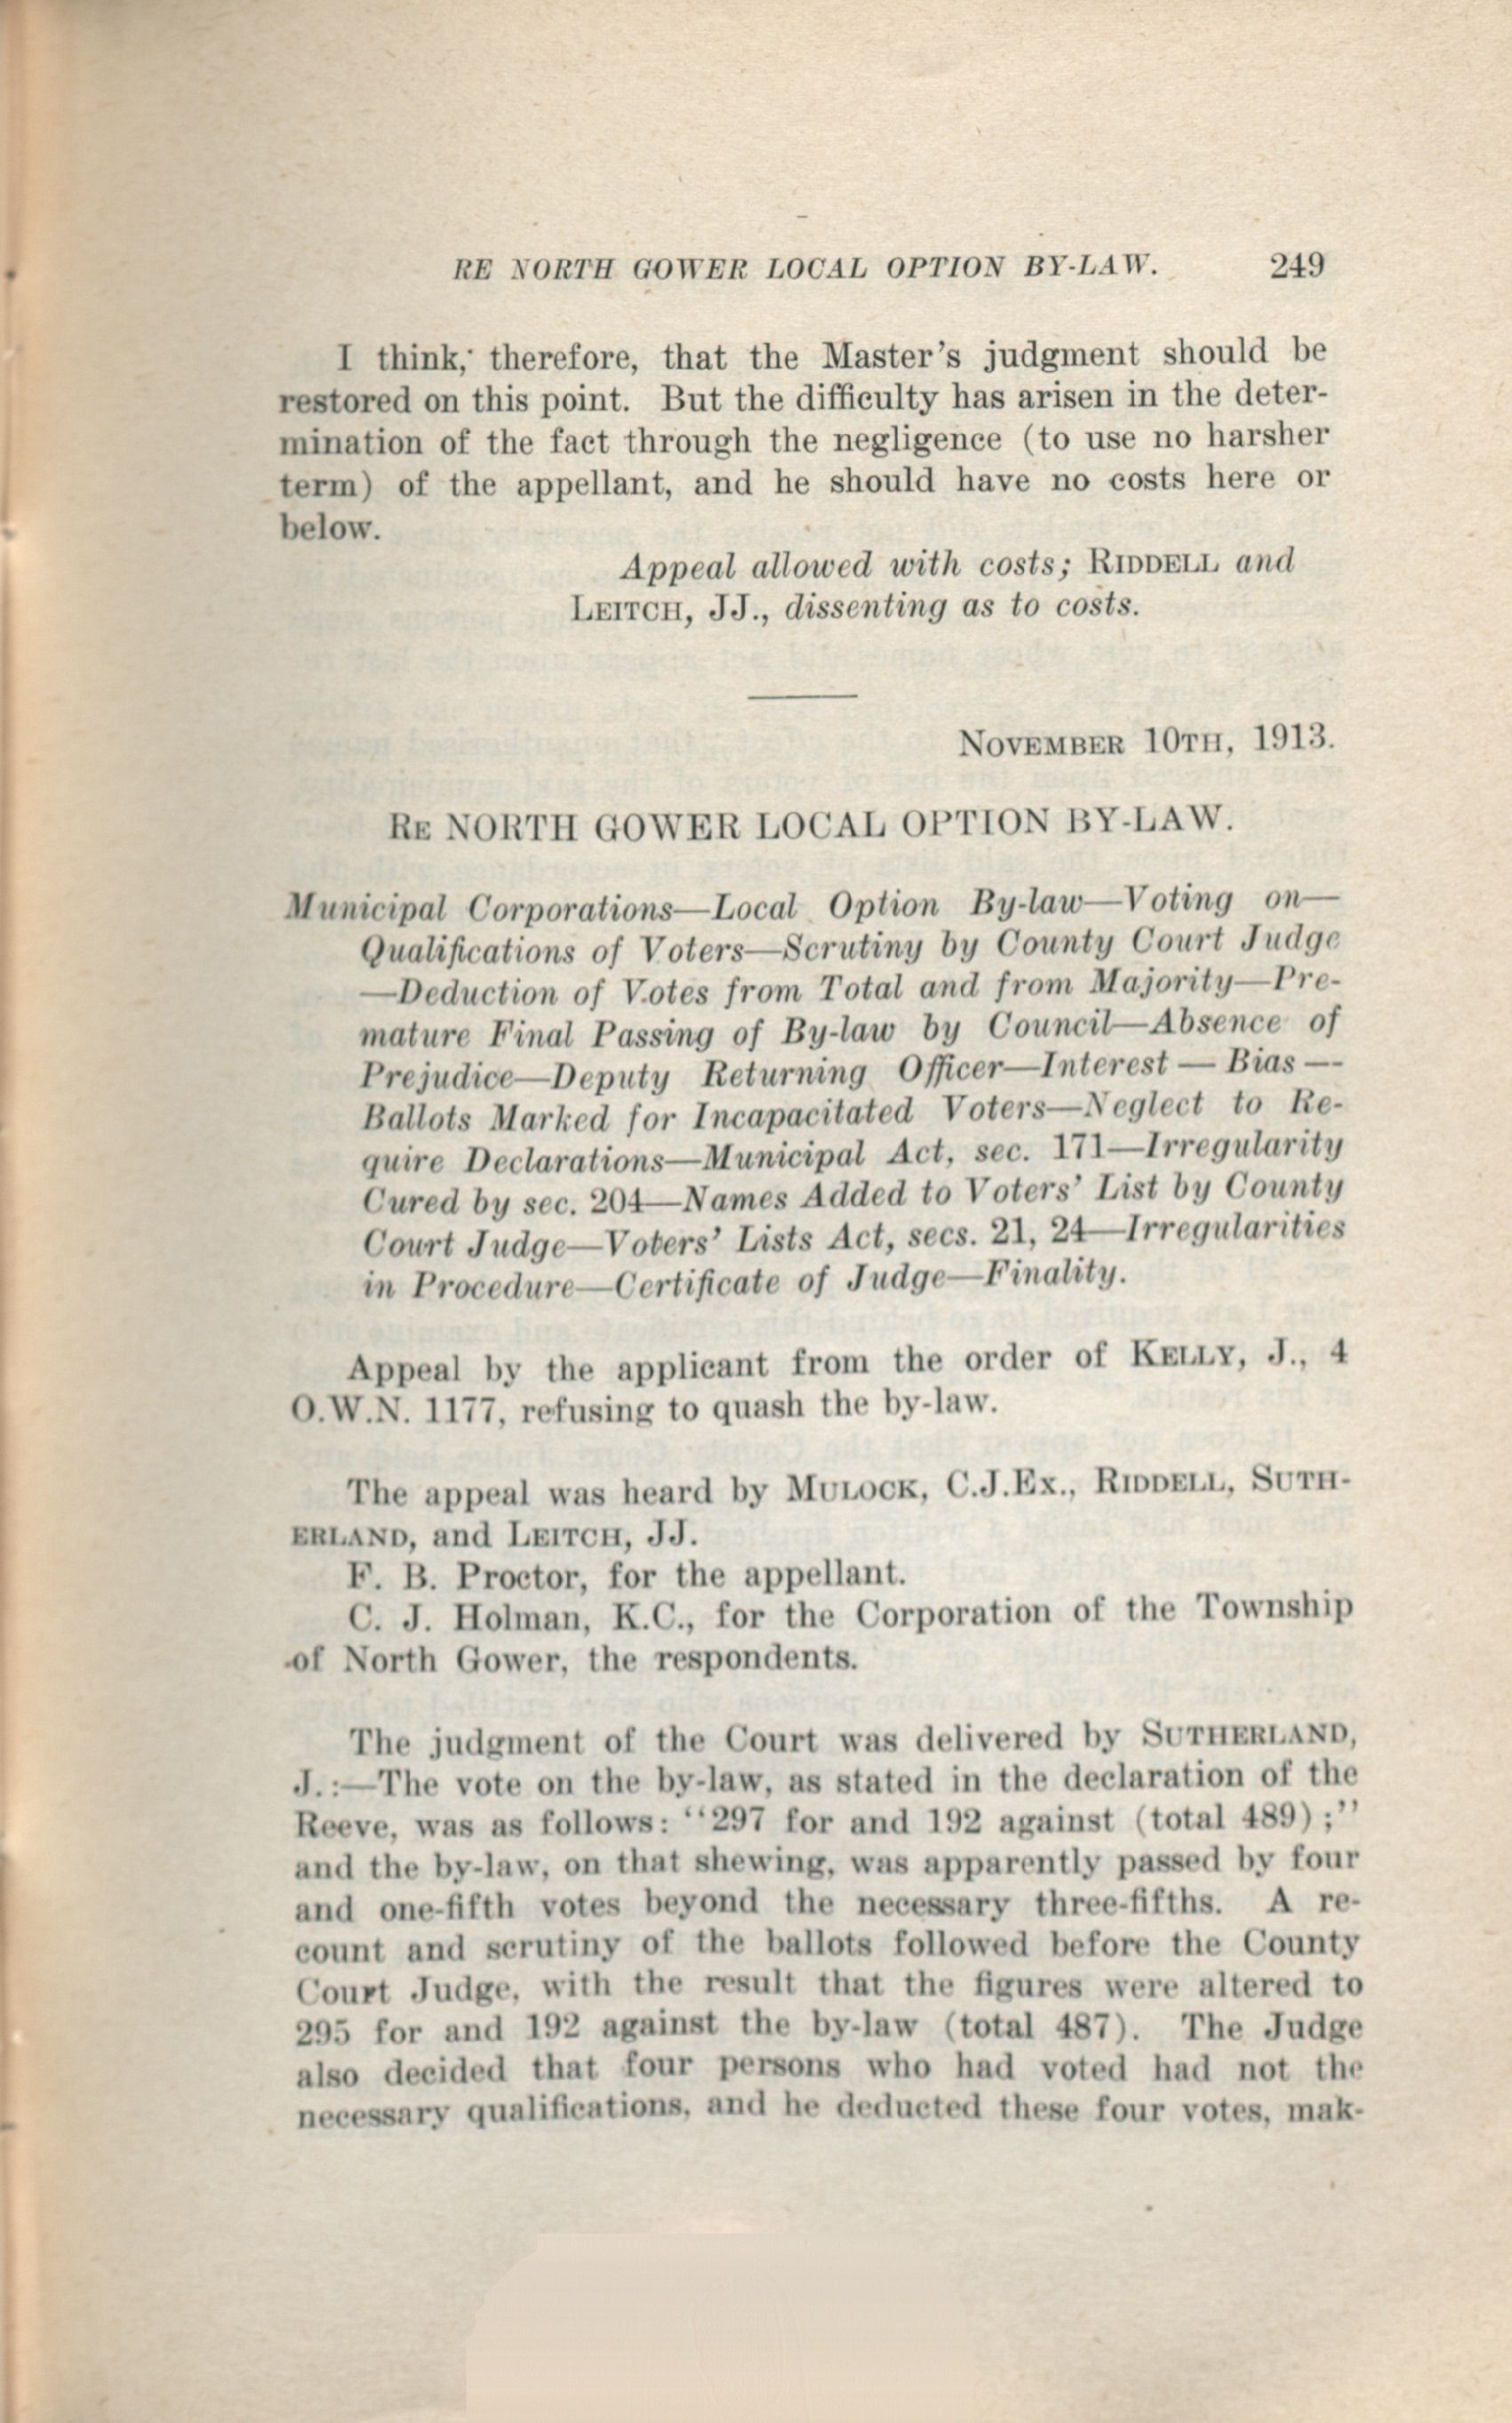 RE NORTH GOWER LOCAL OPTION BY-LAW. 249
I think, therefore, that the Master's judgment should be
restored on this point. But the difficulty has arisen in the deter-
mination of the fact through the negligence (to use no harsher
term) of the appellant, and he should have no costs here or
below.
Appeal allowed with costs; RIDDELL and
LEITCH, JJ., dissenting as to costs.
NOVEMBER 10TH, 1913.
RE NORTH GOWER LOCAL OPTION BY-LAW.
Municipal Corporations—Local Option By-law—Voting on—
Qualifications of Voters—Scrutiny by County Court Judge
—Deduction of Votes from Total and from Majority—Pre-
mature Final Passing of By-law by Council—Absence of
Prejudice—Deputy Returning Officer—Interest — Bias —
Ballots Marked for Incapacitated Voters—Neglect to Re-
quire Declarations—Municipal Act, sec. 171—Irregularity
Cured by sec. 204—Names Added to Voters' List by County
Court Judge—Voters' Lists Act, secs. 21, 24—Irregularities
in Procedure—Certificate of Judge—Finality.
Appeal by the applicant from the order of KELLY, J., 4
O.W.N. 1177, refusing to quash the by-law.
The appeal was heard by MULOCK, C.J.Ex., RIDDELL, SUTH-
ERLAND, and LEITCH, JJ.
F. B. Proctor, for the appellant.
C. J. Holman, K.C., for the Corporation of the Township
of North Gower, the respondents.
The judgment of the Court was delivered by SUTHERLAND,
J.:—The vote on the by-law, as stated in the declaration of the
Reeve, was as follows: "297 for and 192 against (total 489);"
and the by-law, on that shewing, was apparently passed by four
and one-fifth votes beyond the necessary three-fifths. A re-
count and scrutiny of the ballots followed before the County
Court Judge, with the result that the figures were altered to
295 for and 192 against the by-law (total 487). The Judge
also decided that four persons who had voted had not the
necessary qualifications, and he deducted these four votes, mak-